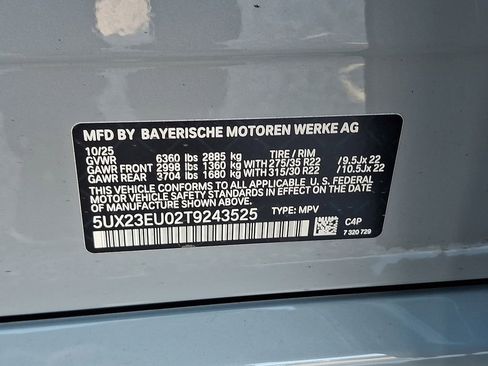 MFD BY BAYERISCHE MOTOREN WERKE AG
10/25 TIRE / RIM
GVWR 6360 lbs 2885 kg
GAWR FRONT 2998 lbs 1360 kg WITH 275/35 R22 / 9.5Jx 22
GAWR REAR 3704 lbs 1680 kg WITH 315/30 R22 / 10.5Jx 22
THIS VEHICLE CONFORMS TO ALL APPLICABLE U.S. FEDERAL
MOTOR VEHICLE SAFETY STANDARDS IN EFFECT ON THE
DATE OF MANUFACTURE SHOWN ABOVE.
5UX23EU02T9243525 TYPE: MPV
C4P
7 320 729